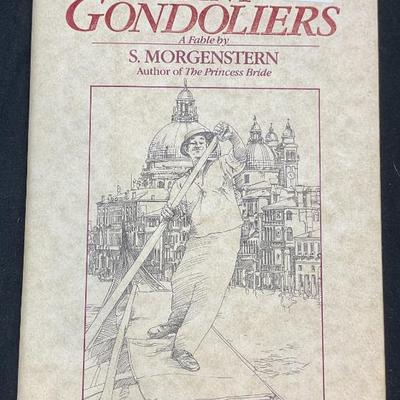 GONDOLIERS
A Fable by
S. MORGENSTERN
Author of The Princess Bride